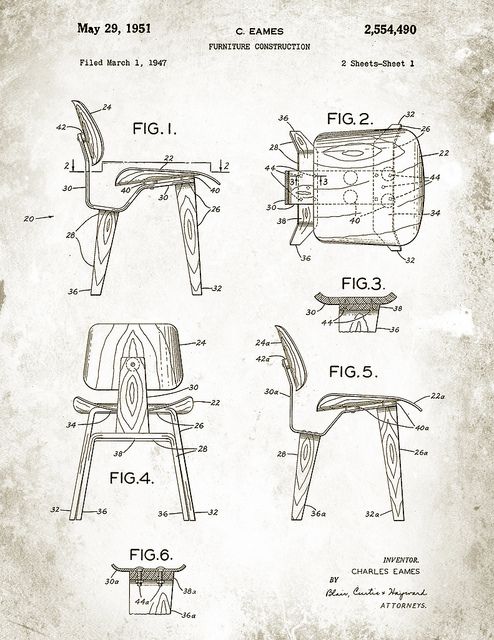 May 29, 1951
C. EAMES
2,554,490
FURNITURE CONSTRUCTION
Filed March 1, 1947
2 Sheets-Sheet 1
FIG. 1.
24
42
2
22
2
30
40
30
40
26
20
28
36
32
FIG. 2.
36
32
26
28
22
44
3
3
44
30
38
40
34
36
32
FIG. 3.
38
44
36
FIG. 4.
24
30
22
34
26
38
28
32
36
36
32
FIG. 5.
24a
42a
30a
22a
40a
28
26a
36a
32a
FIG. 6.
30a
38a
44a
36a
INVENTOR.
CHARLES EAMES
BY
Blair, Curtis + Hayward
ATTORNEYS.